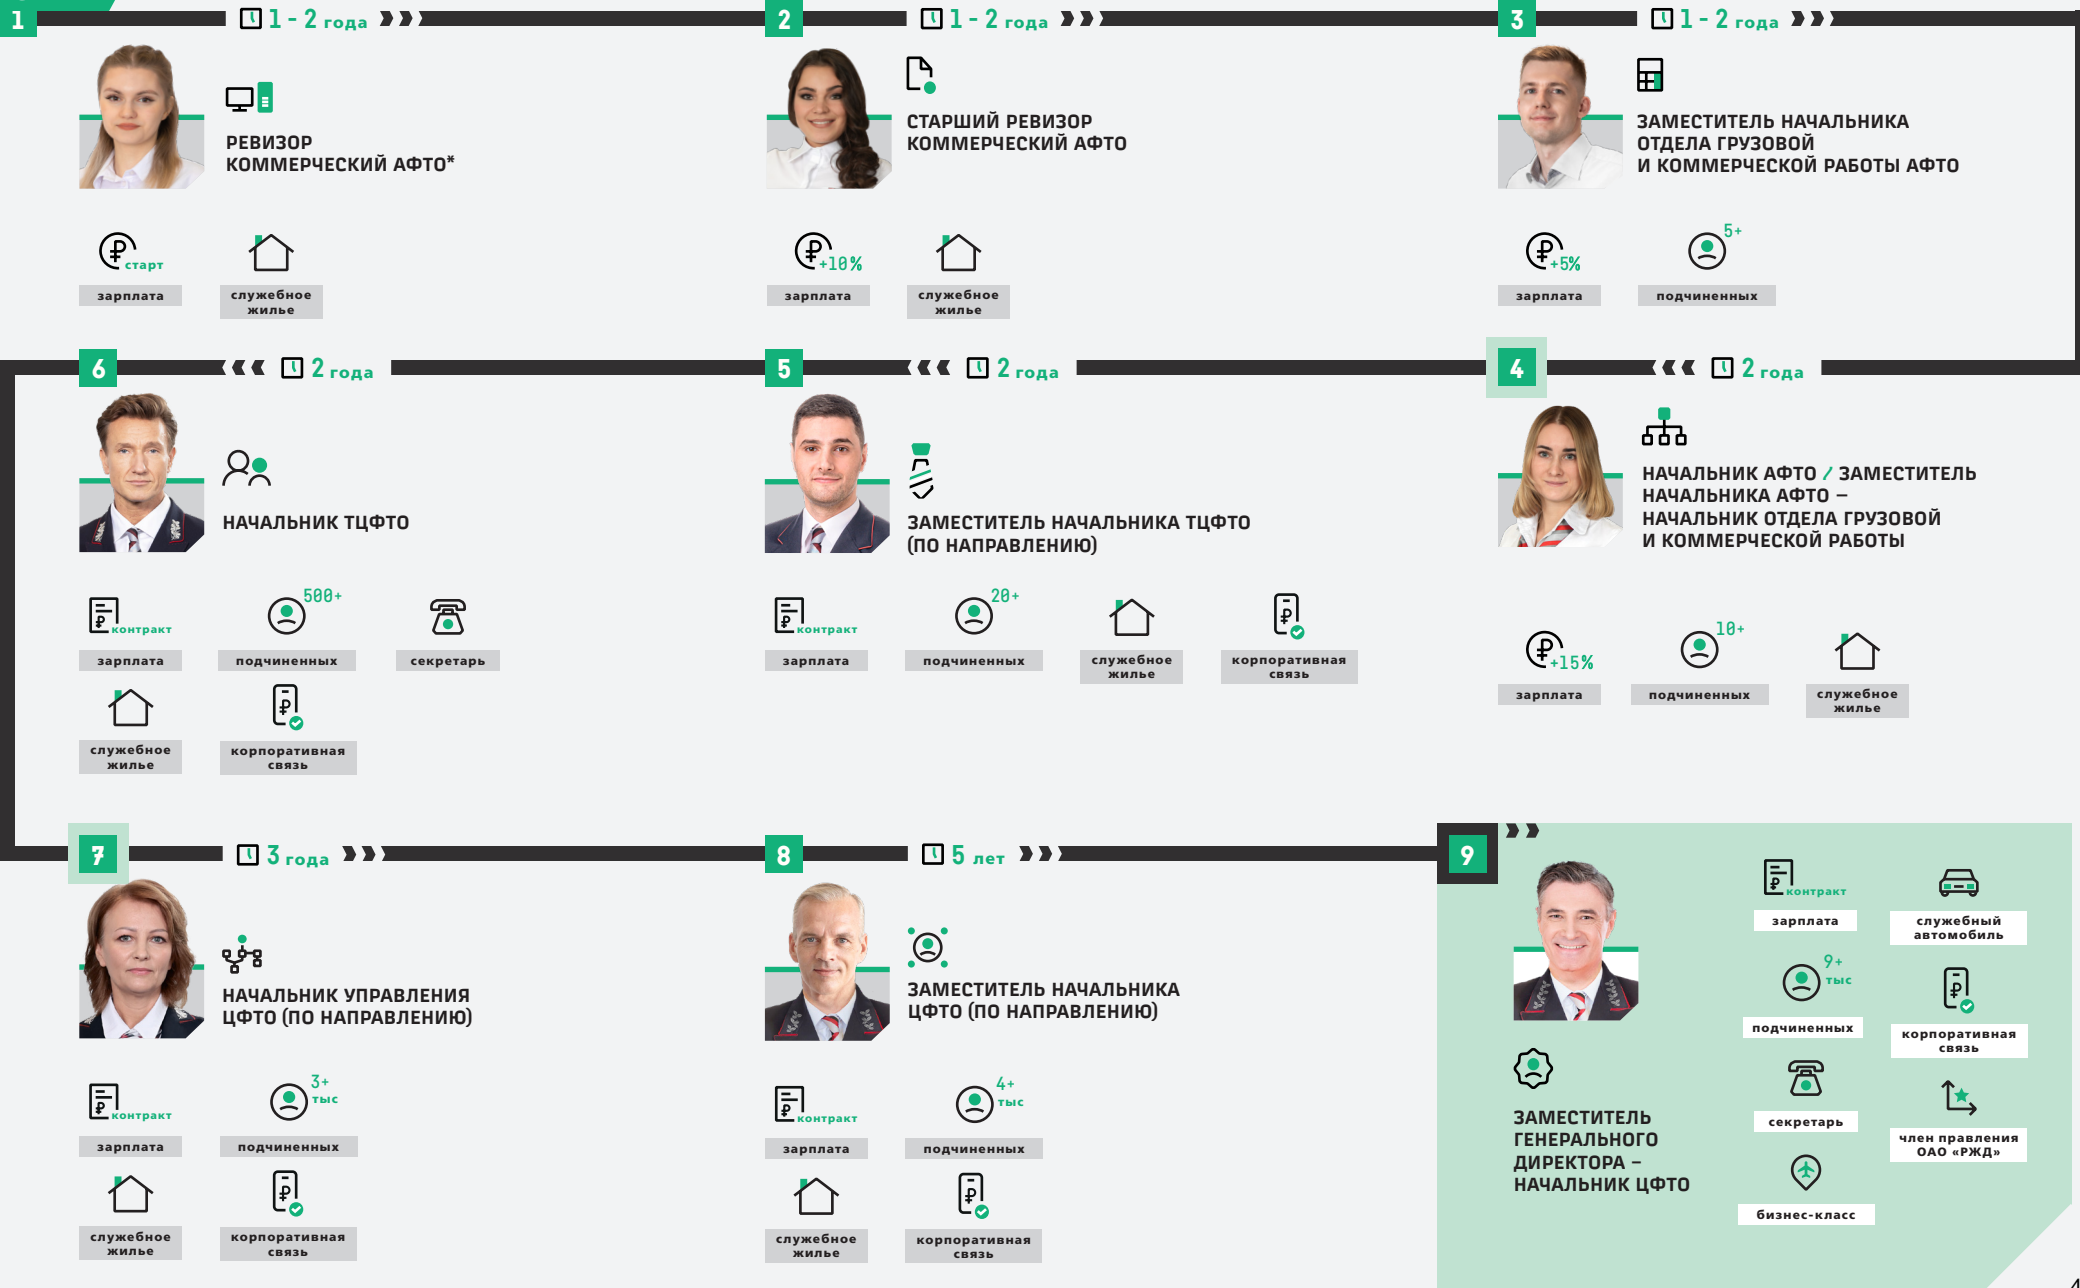 1
1 - 2 года
РЕВИЗОР
КОММЕРЧЕСКИЙ АФТО*
старт
зарплата
служебное
жилье
2
1 - 2 года
СТАРШИЙ РЕВИЗОР
КОММЕРЧЕСКИЙ АФТО
+10%
зарплата
служебное
жилье
3
1 - 2 года
ЗАМЕСТИТЕЛЬ НАЧАЛЬНИКА
ОТДЕЛА ГРУЗОВОЙ
И КОММЕРЧЕСКОЙ РАБОТЫ АФТО
+5%
зарплата
5+
подчиненных
4
2 года
НАЧАЛЬНИК АФТО / ЗАМЕСТИТЕЛЬ
НАЧАЛЬНИКА АФТО –
НАЧАЛЬНИК ОТДЕЛА ГРУЗОВОЙ
И КОММЕРЧЕСКОЙ РАБОТЫ
+15%
зарплата
10+
подчиненных
служебное
жилье
5
2 года
ЗАМЕСТИТЕЛЬ НАЧАЛЬНИКА ТЦФТО
(ПО НАПРАВЛЕНИЮ)
контракт
зарплата
20+
подчиненных
служебное
жилье
корпоративная
связь
6
2 года
НАЧАЛЬНИК ТЦФТО
контракт
зарплата
500+
подчиненных
секретарь
служебное
жилье
корпоративная
связь
7
3 года
НАЧАЛЬНИК УПРАВЛЕНИЯ
ЦФТО (ПО НАПРАВЛЕНИЮ)
контракт
зарплата
3+
тыс
подчиненных
служебное
жилье
корпоративная
связь
8
5 лет
ЗАМЕСТИТЕЛЬ НАЧАЛЬНИКА
ЦФТО (ПО НАПРАВЛЕНИЮ)
контракт
зарплата
4+
тыс
подчиненных
служебное
жилье
корпоративная
связь
9
ЗАМЕСТИТЕЛЬ
ГЕНЕРАЛЬНОГО
ДИРЕКТОРА –
НАЧАЛЬНИК ЦФТО
контракт
зарплата
служебный
автомобиль
9+
тыс
подчиненных
корпоративная
связь
секретарь
член правления
ОАО «РЖД»
бизнес-класс